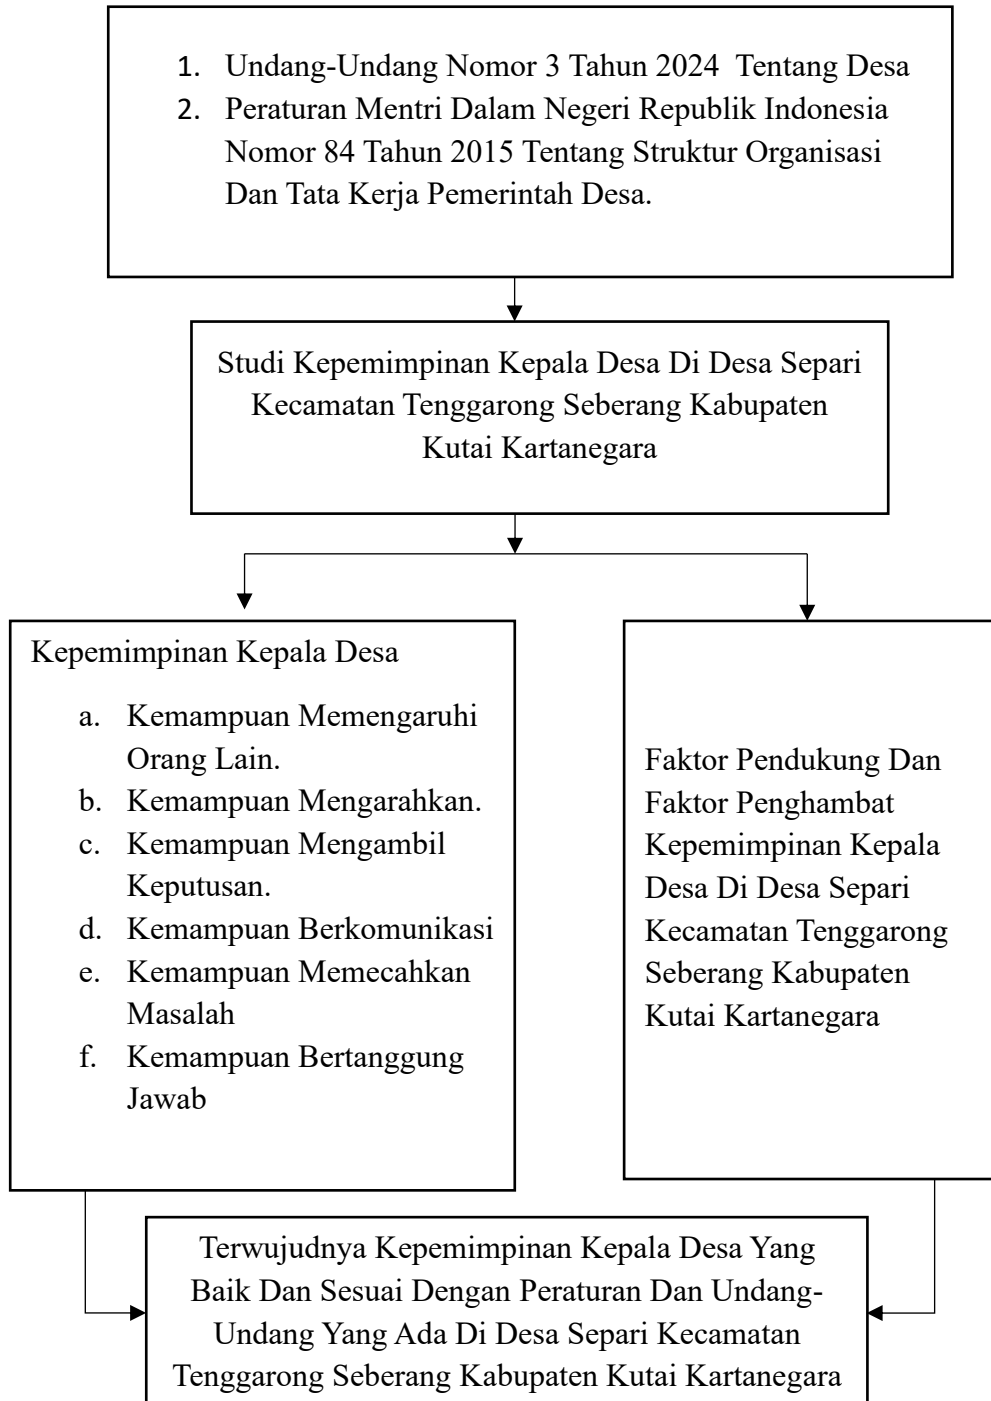 1. Undang-Undang Nomor 3 Tahun 2024 Tentang Desa
2. Peraturan Mentri Dalam Negeri Republik Indonesia
Nomor 84 Tahun 2015 Tentang Struktur Organisasi
Dan Tata Kerja Pemerintah Desa.
Studi Kepemimpinan Kepala Desa Di Desa Separi
Kecamatan Tenggarong Seberang Kabupaten
Kutai Kartanegara
Kepemimpinan Kepala Desa
a. Kemampuan Memengaruhi
Orang Lain.
b. Kemampuan Mengarahkan.
c. Kemampuan Mengambil
Keputusan.
d. Kemampuan Berkomunikasi
e. Kemampuan Memecahkan
Masalah
f. Kemampuan Bertanggung
Jawab
Faktor Pendukung Dan
Faktor Penghambat
Kepemimpinan Kepala
Desa Di Desa Separi
Kecamatan Tenggarong
Seberang Kabupaten
Kutai Kartanegara
Terwujudnya Kepemimpinan Kepala Desa Yang
Baik Dan Sesuai Dengan Peraturan Dan Undang-
Undang Yang Ada Di Desa Separi Kecamatan
Tenggarong Seberang Kabupaten Kutai Kartanegara